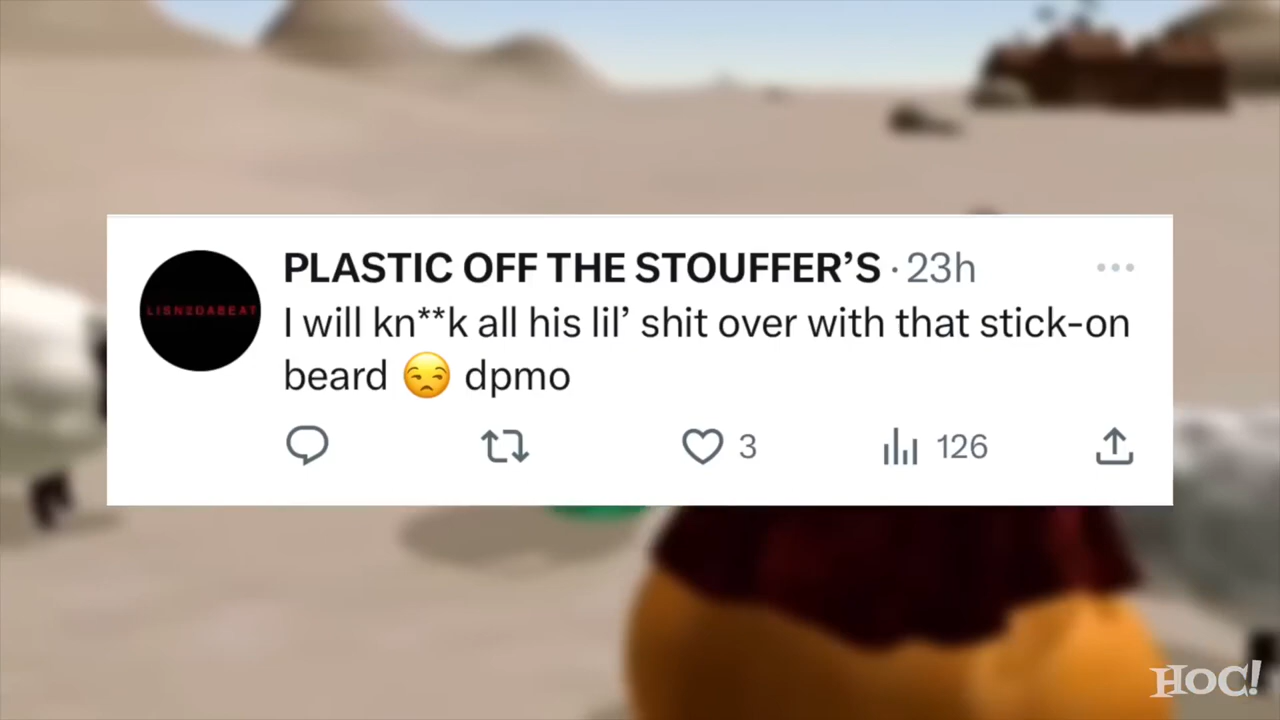 PLASTIC OFF THE STOUFFER’S · 23h
LISN2DABEAT
I will kn**k all his lil’ shit over with that stick-on
beard 😒 dpmo
3
126
HOC!